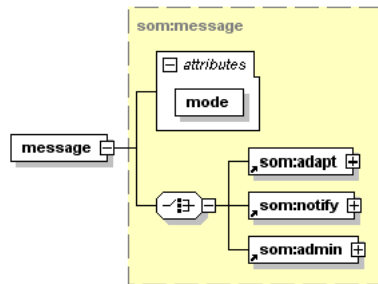 som:message
attributes
mode
message
som:adapt
som:notify
som:admin